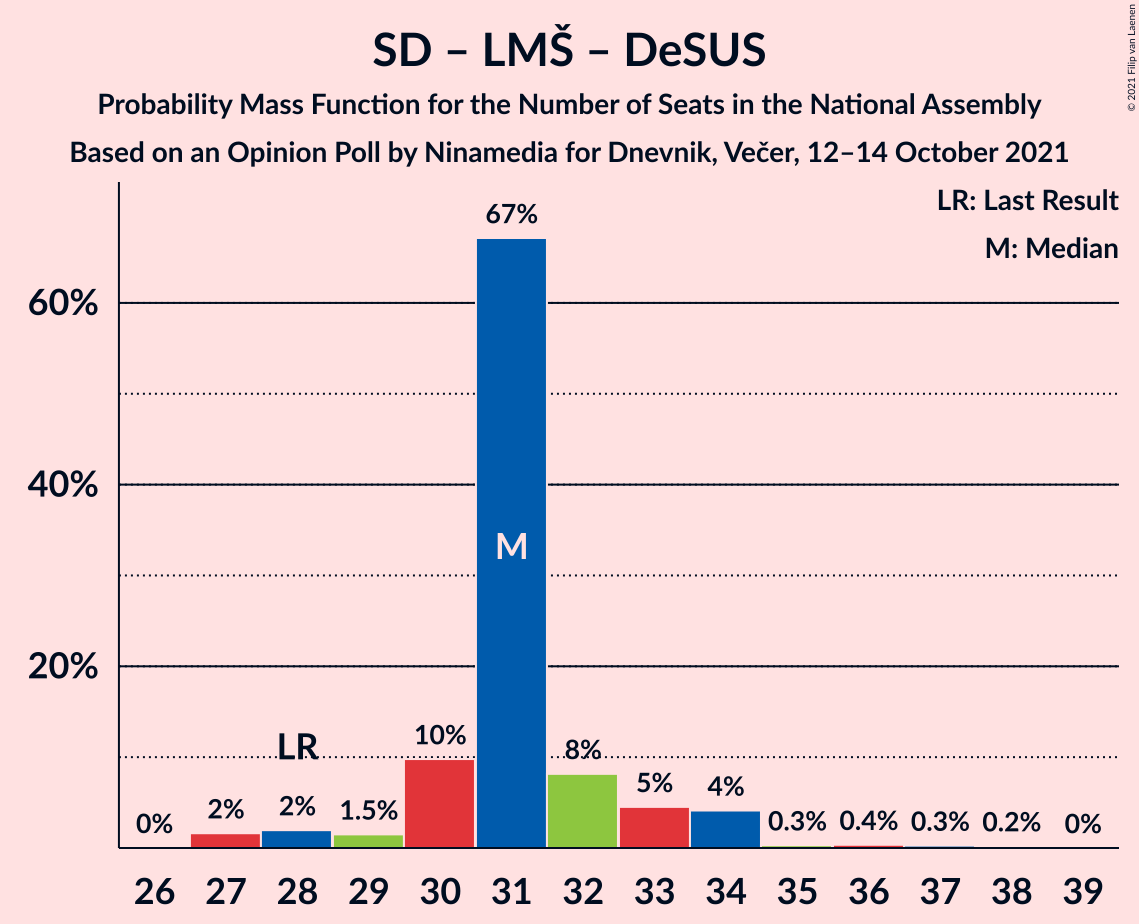 SD – LMŠ – DeSUS
Probability Mass Function for the Number of Seats in the National Assembly
Based on an Opinion Poll by Ninamedia for Dnevnik, Večer, 12–14 October 2021
© 2021 Filip van Laenen
LR: Last Result
M: Median
67%
60%
M
40%
20%
LR
0%
2%
2%
1.5%
10%
8%
5%
4%
0.3%
0.4%
0.3%
0.2%
0%
26 27 28 29 30 31 32 33 34 35 36 37 38 39